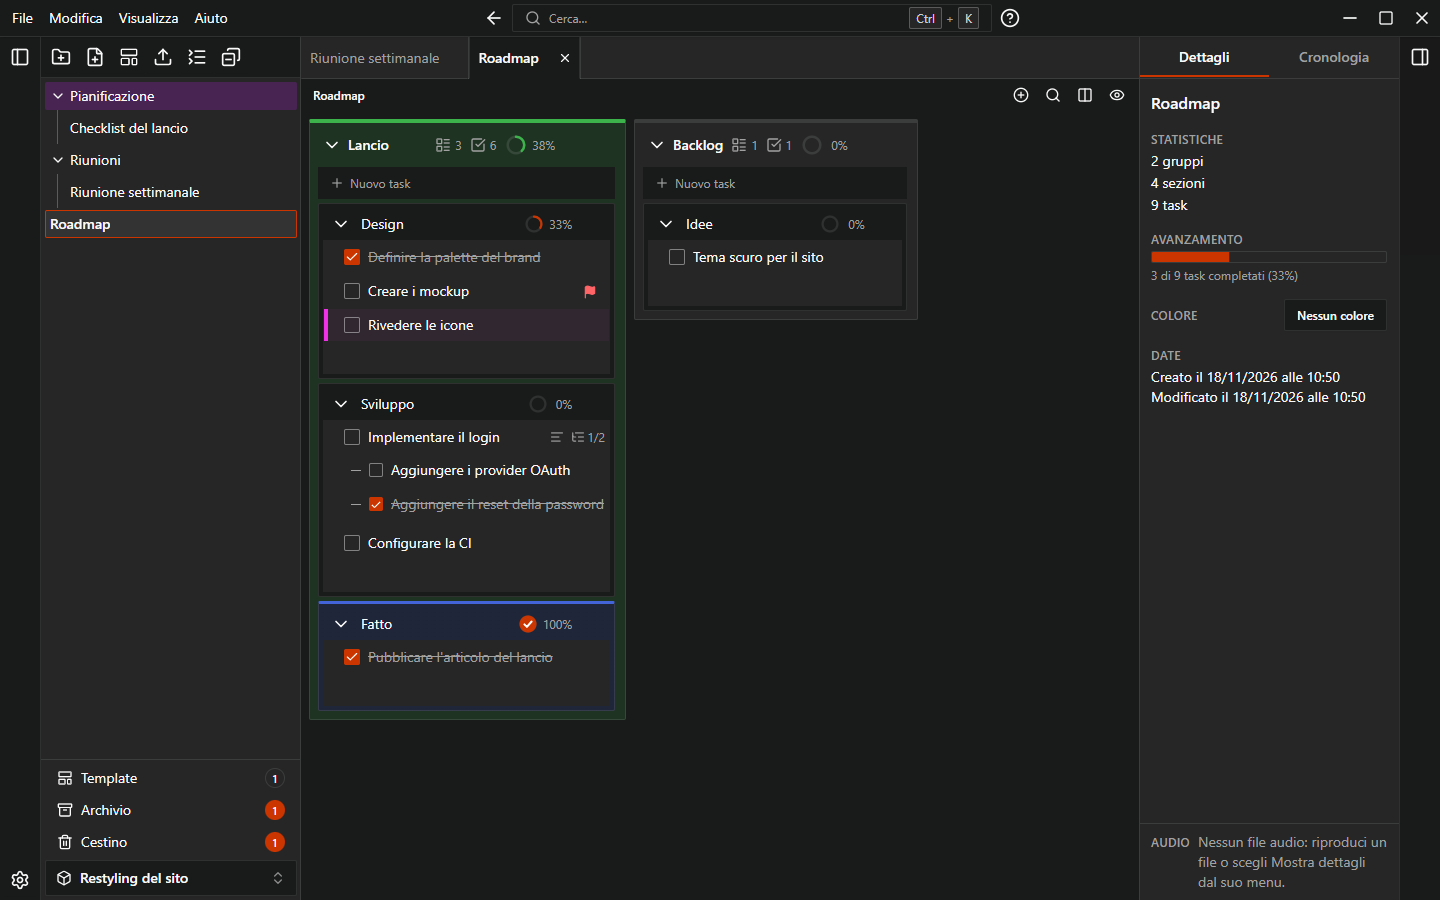 File Modifica Visualizza Aiuto
Cerca...
Ctrl + K
Pianificazione
Checklist del lancio
Riunioni
Riunione settimanale
Roadmap
Template 1
Archivio 1
Cestino 1
Restyling del sito
Riunione settimanale
Roadmap
Roadmap
Lancio 3 6 38%
Nuovo task
Design 33%
Definire la palette del brand
Creare i mockup
Rivedere le icone
Sviluppo 0%
Implementare il login 1/2
Aggiungere i provider OAuth
Aggiungere il reset della password
Configurare la CI
Fatto 100%
Pubblicare l'articolo del lancio
Backlog 1 1 0%
Nuovo task
Idee 0%
Tema scuro per il sito
Dettagli Cronologia
Roadmap
STATISTICHE
2 gruppi
4 sezioni
9 task
AVANZAMENTO
3 di 9 task completati (33%)
COLORE Nessun colore
DATE
Creato il 18/11/2026 alle 10:50
Modificato il 18/11/2026 alle 10:50
AUDIO Nessun file audio: riproduci un
file o scegli Mostra dettagli
dal suo menu.